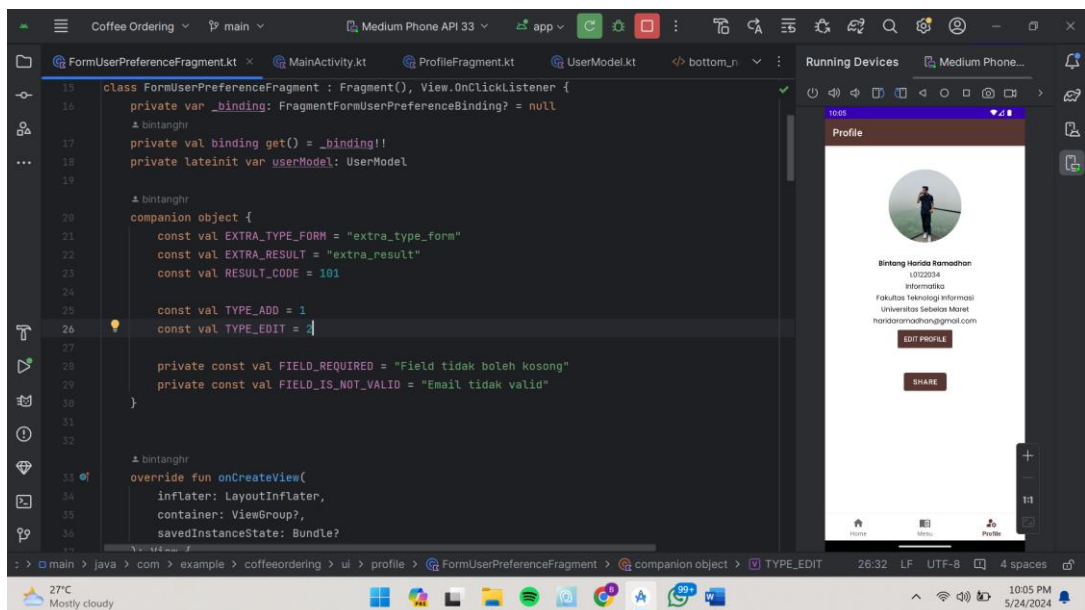 Coffee Ordering
main
Medium Phone API 33
app
FormUserPreferenceFragment.kt
MainActivity.kt
ProfileFragment.kt
UserModel.kt
bottom_n
Running Devices
Medium Phone...
15 class FormUserPreferenceFragment : Fragment(), View.OnClickListener {
16 private var _binding: FragmentFormUserPreferenceBinding? = null
bintanghr
17 private val binding get() = _binding!!
18 private lateinit var userModel: UserModel
19
bintanghr
20 companion object {
21 const val EXTRA_TYPE_FORM = "extra_type_form"
22 const val EXTRA_RESULT = "extra_result"
23 const val RESULT_CODE = 101
24
25 const val TYPE_ADD = 1
26 const val TYPE_EDIT = 2
27
28 private const val FIELD_REQUIRED = "Field tidak boleh kosong"
29 private const val FIELD_IS_NOT_VALID = "Email tidak valid"
30 }
31
32
bintanghr
33 override fun onCreateView(
34 inflater: LayoutInflater,
35 container: ViewGroup?,
36 savedInstanceState: Bundle?
37 ): View {
10:05
Profile
Bintang Harida Ramadhan
L0122034
Informatika
Fakultas Teknologi Informasi
Universitas Sebelas Maret
haridaramadhan@gmail.com
EDIT PROFILE
SHARE
1:1
Home
Menu
Profile
main > java > com > example > coffeeordering > ui > profile > FormUserPreferenceFragment > companion object > TYPE_EDIT
26:32 LF UTF-8 4 spaces
27°C
Mostly cloudy
99+
10:05 PM
5/24/2024